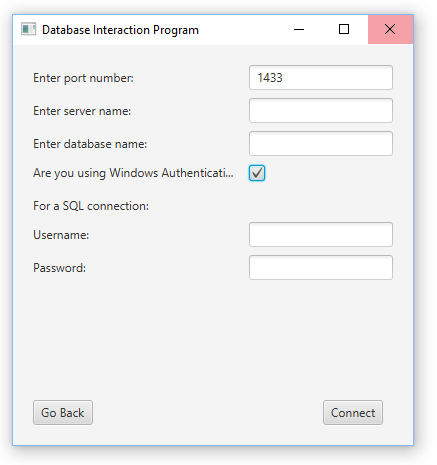 Database Interaction Program
Enter port number: 1433
Enter server name:
Enter database name:
Are you using Windows Authenticati...
For a SQL connection:
Username:
Password:
Go Back Connect